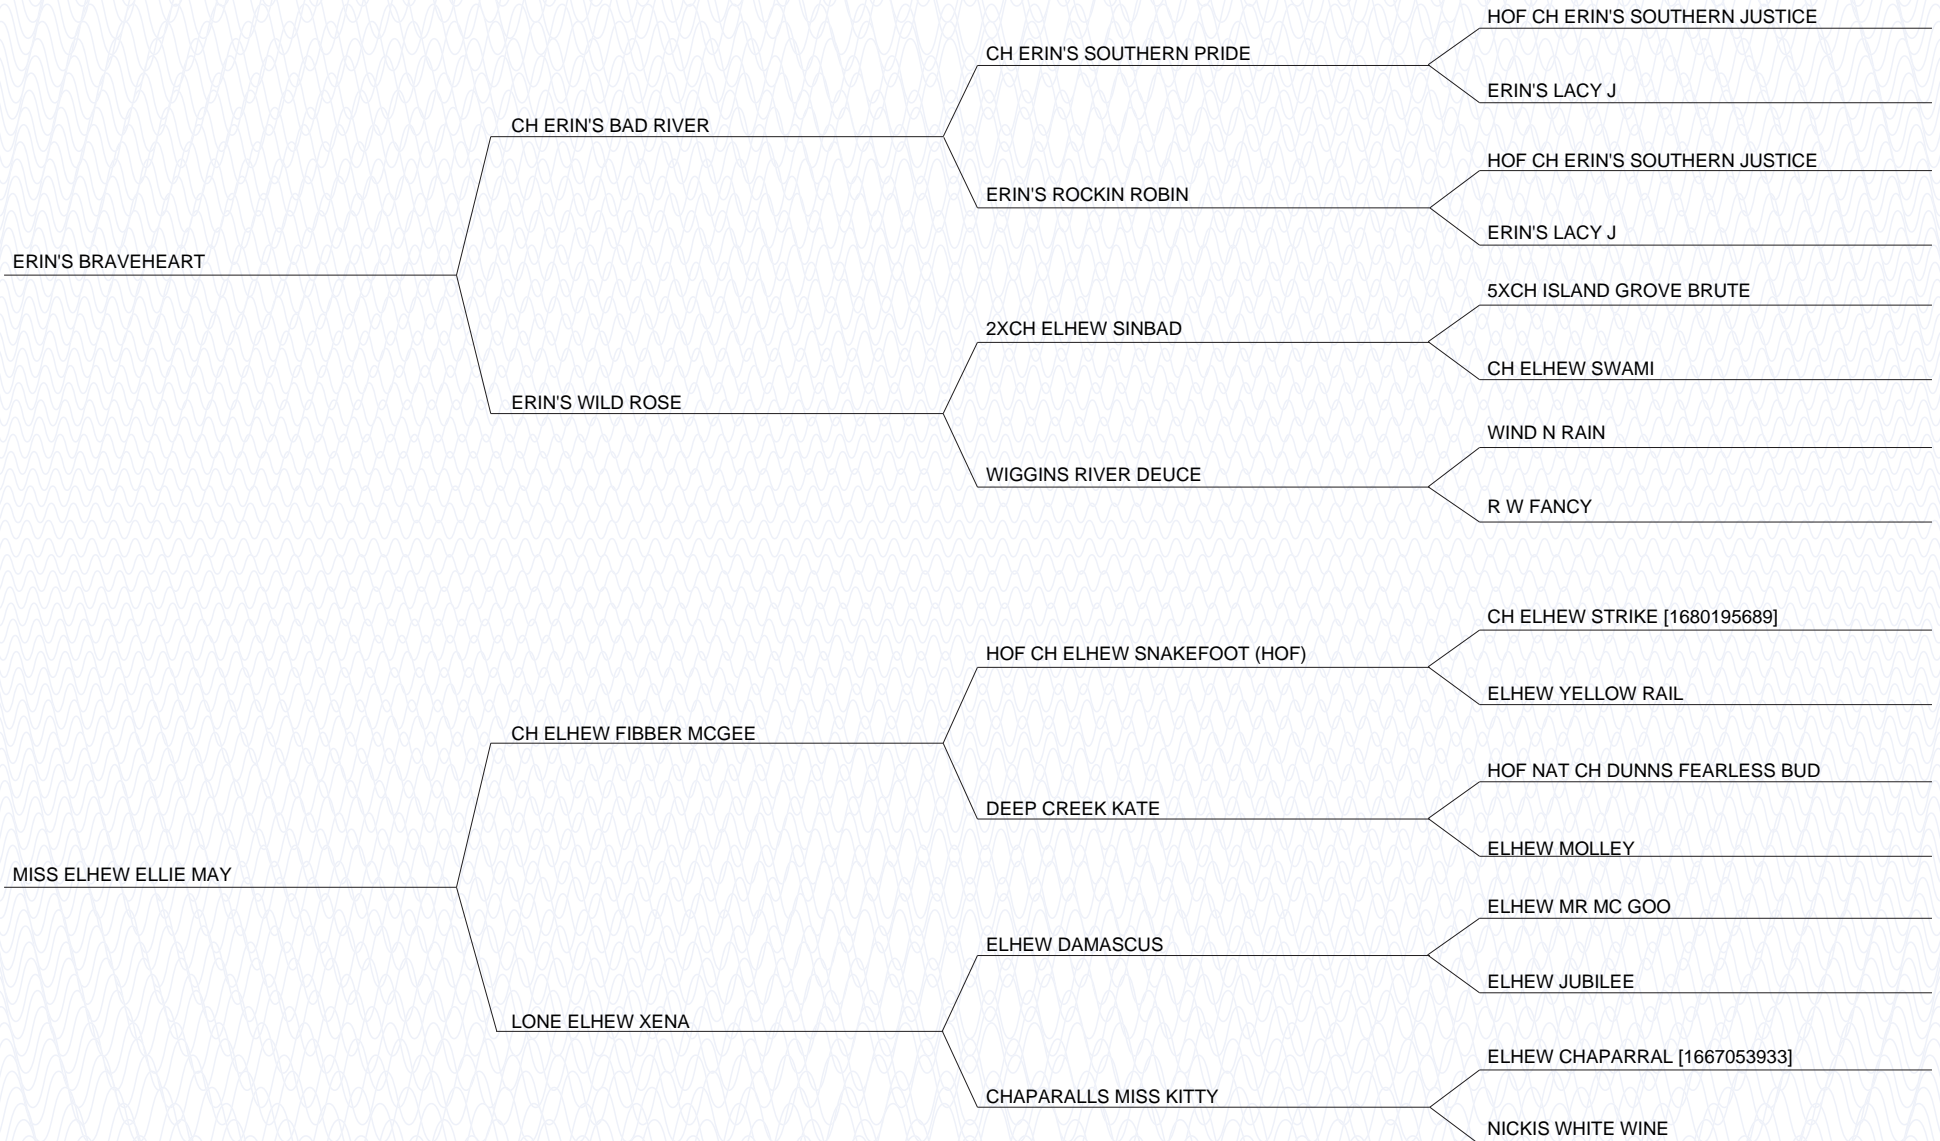 HOF CH ERIN'S SOUTHERN JUSTICE
CH ERIN'S SOUTHERN PRIDE
ERIN'S LACY J
CH ERIN'S BAD RIVER
HOF CH ERIN'S SOUTHERN JUSTICE
ERIN'S ROCKIN ROBIN
ERIN'S LACY J
ERIN'S BRAVEHEART
5XCH ISLAND GROVE BRUTE
2XCH ELHEW SINBAD
CH ELHEW SWAMI
ERIN'S WILD ROSE
WIND N RAIN
WIGGINS RIVER DEUCE
R W FANCY
CH ELHEW STRIKE [1680195689]
HOF CH ELHEW SNAKEFOOT (HOF)
ELHEW YELLOW RAIL
CH ELHEW FIBBER MCGEE
HOF NAT CH DUNNS FEARLESS BUD
DEEP CREEK KATE
ELHEW MOLLEY
MISS ELHEW ELLIE MAY
ELHEW MR MC GOO
ELHEW DAMASCUS
ELHEW JUBILEE
LONE ELHEW XENA
ELHEW CHAPARRAL [1667053933]
CHAPARALLS MISS KITTY
NICKIS WHITE WINE